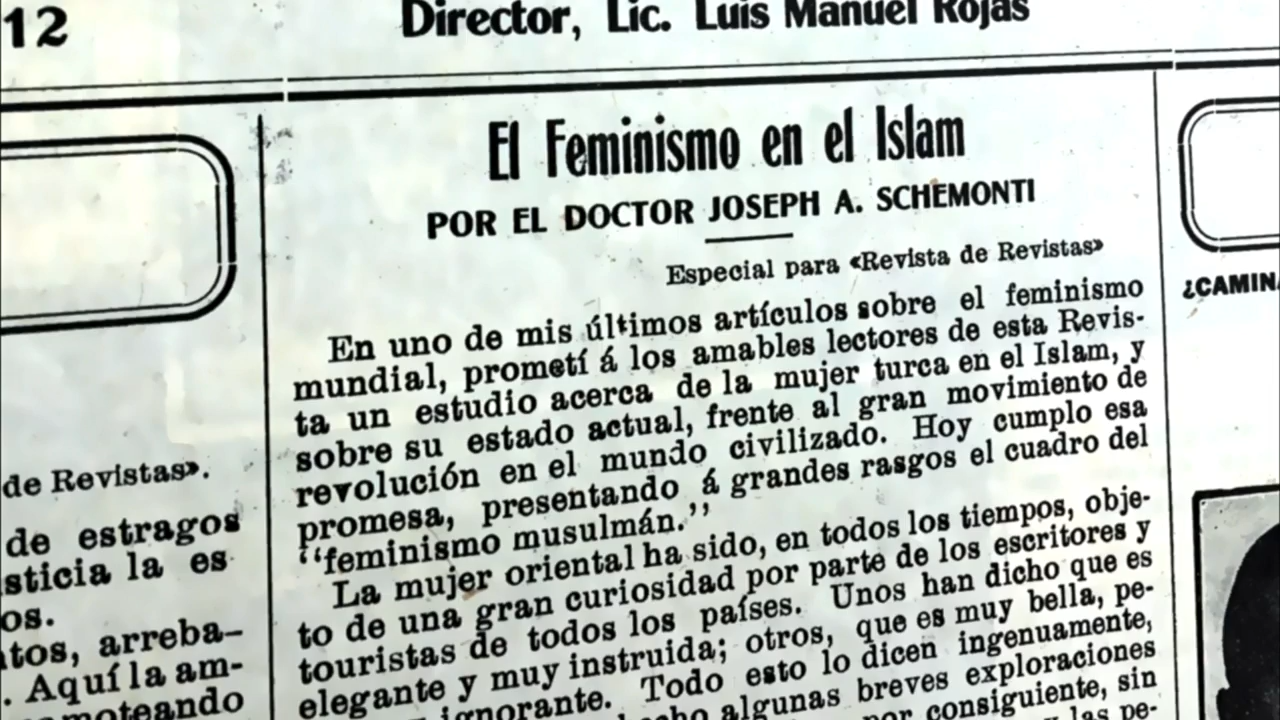 12
Director, Lic. Luis Manuel Rojas
de Revistas».
de estragos
sticia la es
os.
tos, arreba-
. Aquí la am-
moteando
El Feminismo en el Islam
POR EL DOCTOR JOSEPH A. SCHEMONTI
Especial para «Revista de Revistas»
En uno de mis últimos artículos sobre el feminismo
mundial, prometí á los amables lectores de esta Revis-
ta un estudio acerca de la mujer turca en el Islam, y
sobre su estado actual, frente al gran movimiento de
revolución en el mundo civilizado. Hoy cumplo esa
promesa, presentando á grandes rasgos el cuadro del
“feminismo musulmán.”
La mujer oriental ha sido, en todos los tiempos, obje-
to de una gran curiosidad por parte de los escritores y
touristas de todos los países. Unos han dicho que es
elegante y muy instruida; otros, que es muy bella, pe-
ignorante. Todo esto lo dicen ingenuamente,
algunas breves exploraciones
por consiguiente, sin
las pe-
¿CAMINA